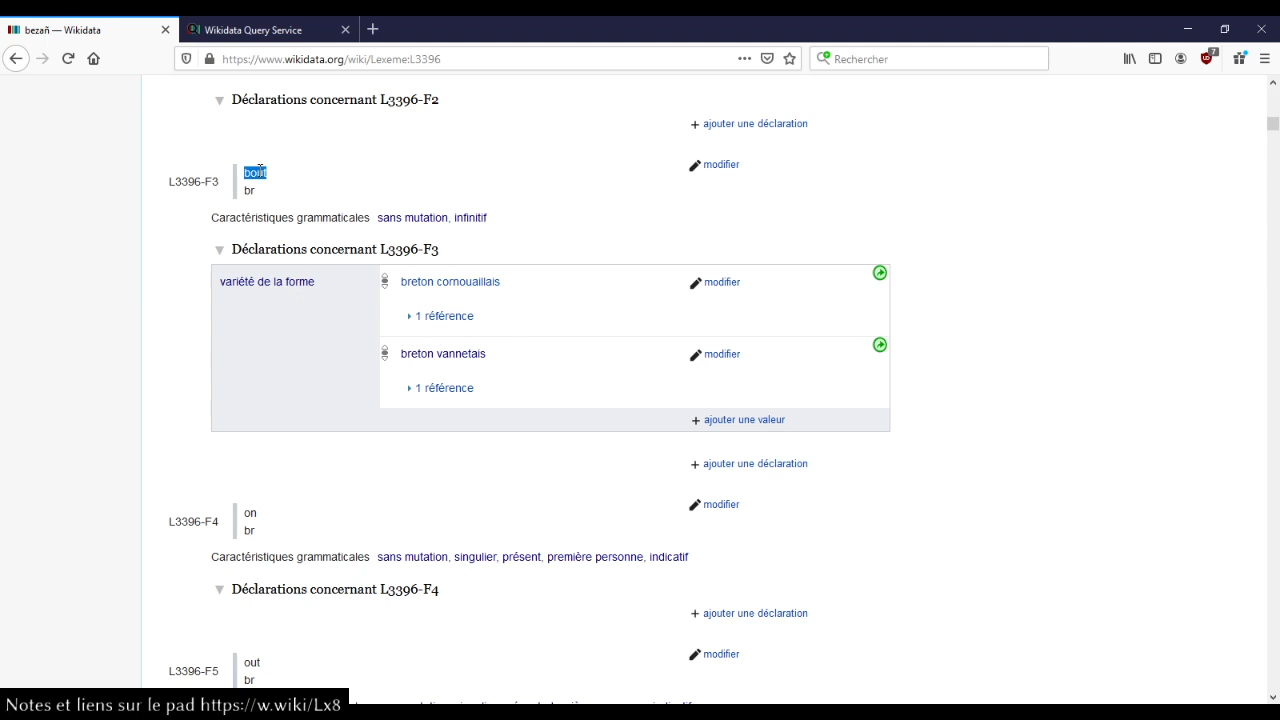 bezañ — Wikidata
Wikidata Query Service
https://www.wikidata.org/wiki/Lexeme:L3396
Rechercher
7
Déclarations concernant L3396-F2
+ ajouter une déclaration
L3396-F3
modifier
br
Caractéristiques grammaticales sans mutation, infinitif
Déclarations concernant L3396-F3
variété de la forme
breton cornouaillais
modifier
1 référence
breton vannetais
modifier
1 référence
+ ajouter une valeur
+ ajouter une déclaration
L3396-F4
on
modifier
br
Caractéristiques grammaticales sans mutation, singulier, présent, première personne, indicatif
Déclarations concernant L3396-F4
+ ajouter une déclaration
L3396-F5
out
modifier
br
Notes et liens sur le pad https://w.wiki/Lx8